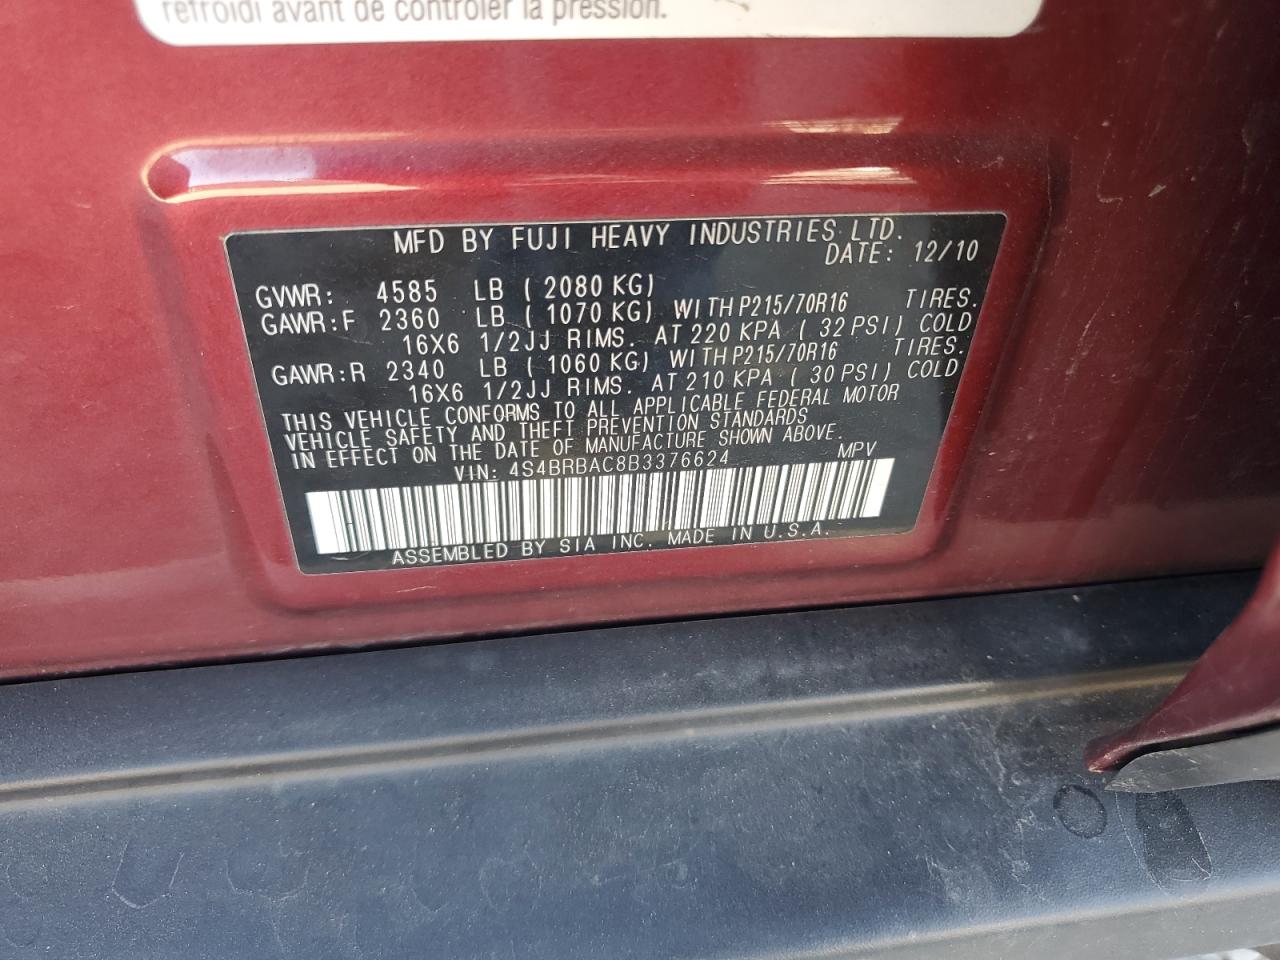 refroidi avant de contrôler la pression.
MFD BY FUJI HEAVY INDUSTRIES LTD.
DATE: 12/10
GVWR: 4585 LB ( 2080 KG)
GAWR:F 2360 LB ( 1070 KG) WITH P215/70R16 TIRES.
16X6 1/2JJ RIMS. AT 220 KPA ( 32 PSI) COLD
GAWR:R 2340 LB ( 1060 KG) WITH P215/70R16 TIRES.
16X6 1/2JJ RIMS. AT 210 KPA ( 30 PSI) COLD
THIS VEHICLE CONFORMS TO ALL APPLICABLE FEDERAL MOTOR
VEHICLE SAFETY AND THEFT PREVENTION STANDARDS
IN EFFECT ON THE DATE OF MANUFACTURE SHOWN ABOVE.
VIN: 4S4BRBAC8B3376624 MPV
ASSEMBLED BY SIA INC. MADE IN U.S.A.